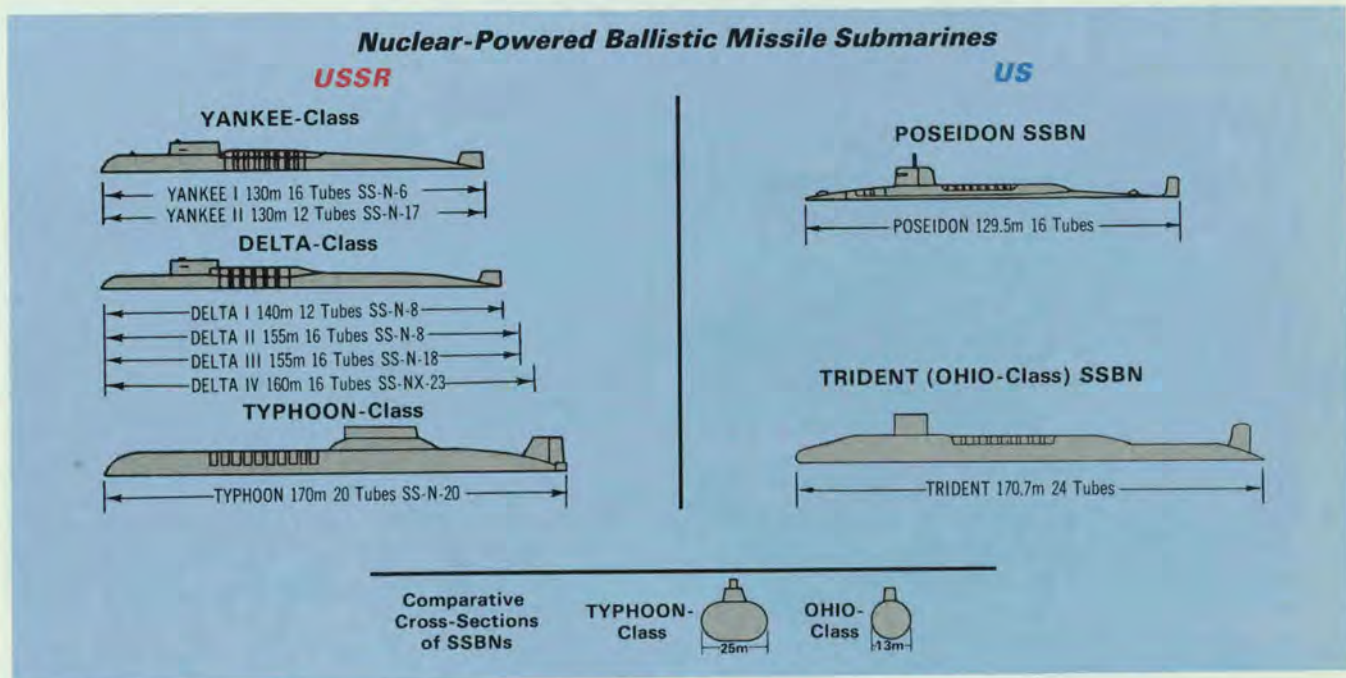 Nuclear-Powered Ballistic Missile Submarines
USSR
YANKEE-Class
YANKEE I 130m 16 Tubes SS-N-6
YANKEE II 130m 12 Tubes SS-N-17
DELTA-Class
DELTA I 140m 12 Tubes SS-N-8
DELTA II 155m 16 Tubes SS-N-8
DELTA III 155m 16 Tubes SS-N-18
DELTA IV 160m 16 Tubes SS-NX-23
TYPHOON-Class
TYPHOON 170m 20 Tubes SS-N-20
US
POSEIDON SSBN
POSEIDON 129.5m 16 Tubes
TRIDENT (OHIO-Class) SSBN
TRIDENT 170.7m 24 Tubes
Comparative
Cross-Sections
of SSBNs
TYPHOON-
Class
25m
OHIO-
Class
13m